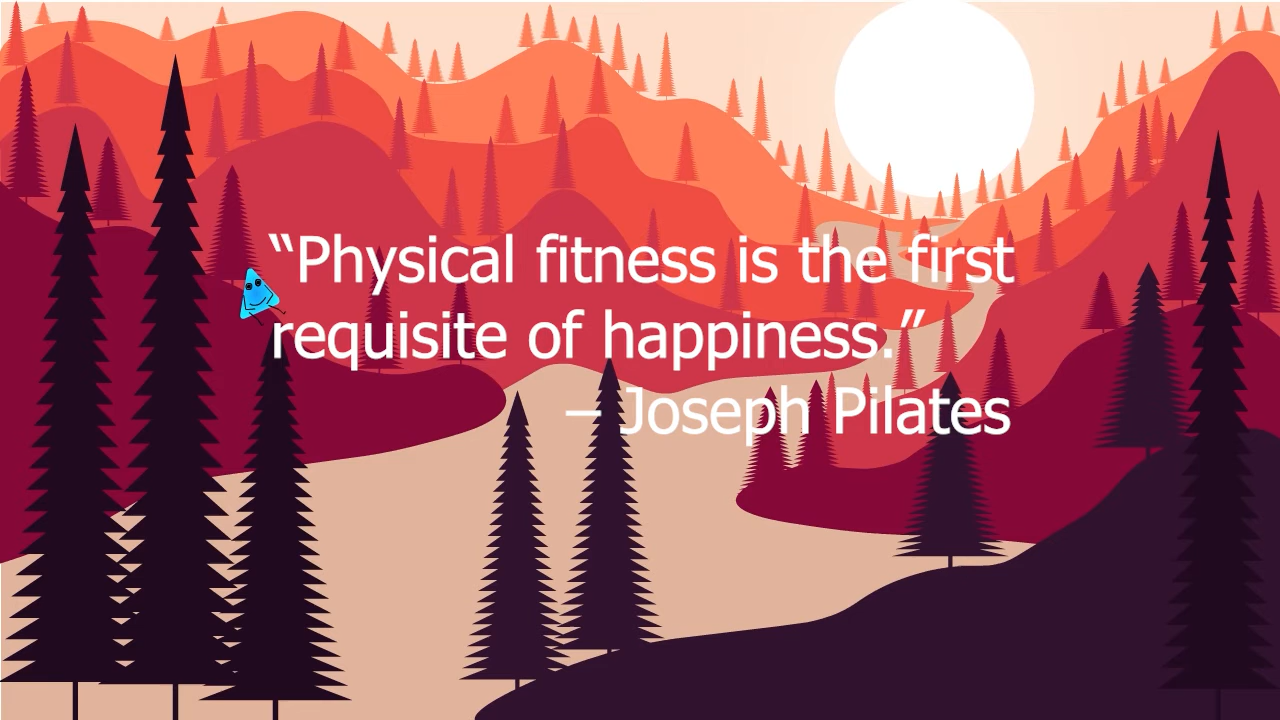 “Physical fitness is the first
requisite of happiness.”
– Joseph Pilates